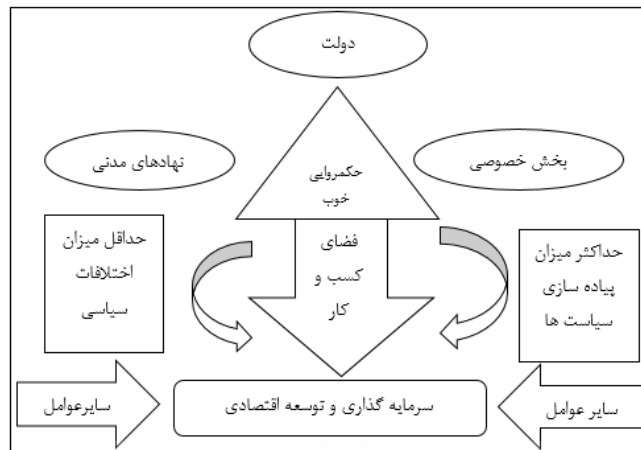 دولت
بخش خصوصی
نهادهای مدنی
حکمروایی
خوب
فضای
کسب و
کار
حداکثر میزان
پیاده سازی
سیاست ها
حداقل میزان
اختلافات
سیاسی
سایر عوامل
سرمایه گذاری و توسعه اقتصادی
سایرعوامل